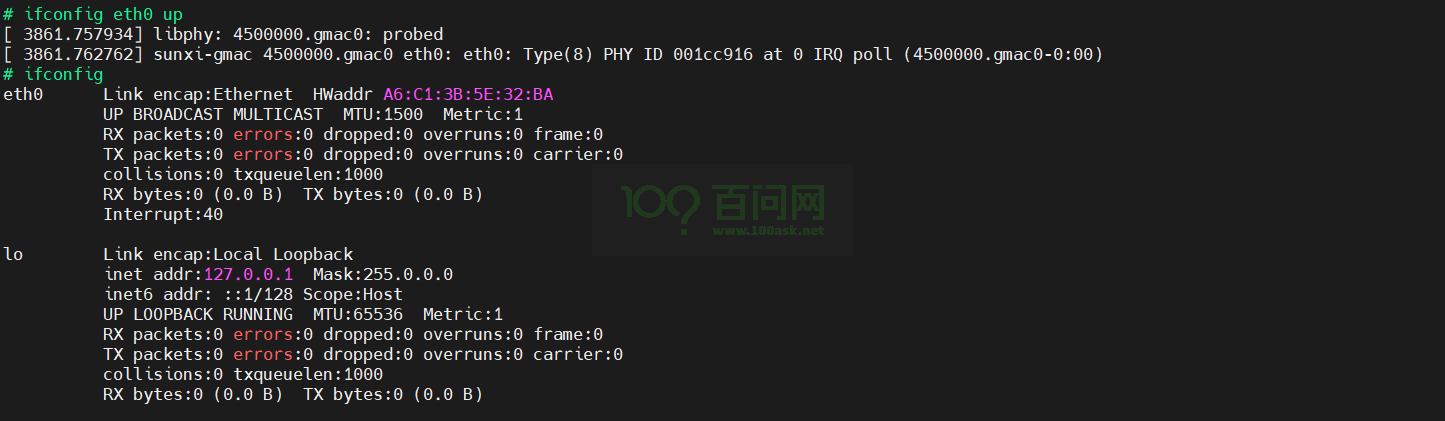 # ifconfig eth0 up
[ 3861.757934] libphy: 4500000.gmac0: probed
[ 3861.762762] sunxi-gmac 4500000.gmac0 eth0: eth0: Type(8) PHY ID 001cc916 at 0 IRQ poll (4500000.gmac0-0:00)
# ifconfig
eth0      Link encap:Ethernet  HWaddr A6:C1:3B:5E:32:BA
          UP BROADCAST MULTICAST  MTU:1500  Metric:1
          RX packets:0 errors:0 dropped:0 overruns:0 frame:0
          TX packets:0 errors:0 dropped:0 overruns:0 carrier:0
          collisions:0 txqueuelen:1000
          RX bytes:0 (0.0 B)  TX bytes:0 (0.0 B)
          Interrupt:40
100 百问网
www.100ask.net
lo        Link encap:Local Loopback
          inet addr:127.0.0.1  Mask:255.0.0.0
          inet6 addr: ::1/128 Scope:Host
          UP LOOPBACK RUNNING  MTU:65536  Metric:1
          RX packets:0 errors:0 dropped:0 overruns:0 frame:0
          TX packets:0 errors:0 dropped:0 overruns:0 carrier:0
          collisions:0 txqueuelen:1000
          RX bytes:0 (0.0 B)  TX bytes:0 (0.0 B)